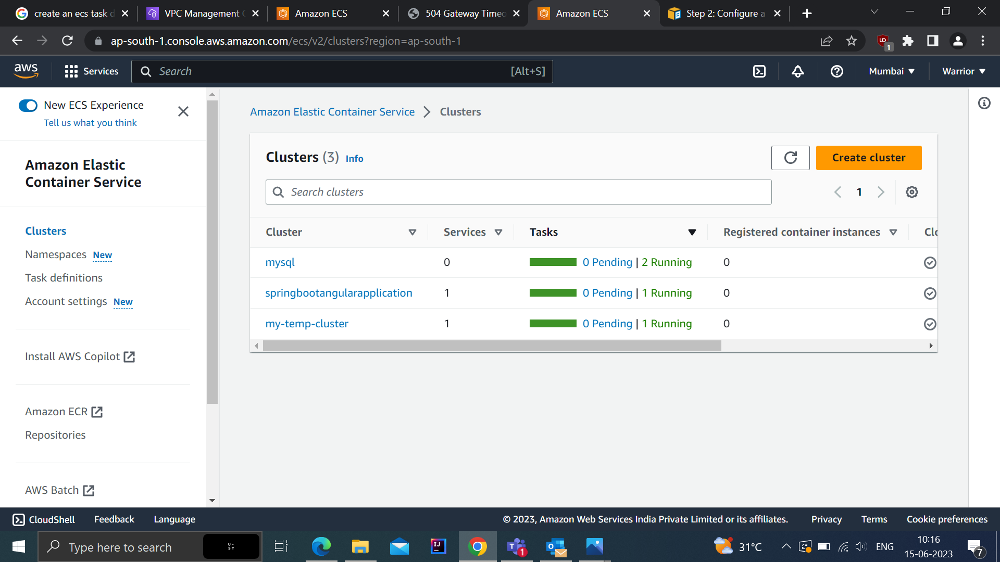 create an ecs task d
VPC Management C
Amazon ECS
504 Gateway Timeo
Amazon ECS
Step 2: Configure a
ap-south-1.console.aws.amazon.com/ecs/v2/clusters?region=ap-south-1
1
aws
Services
Search
[Alt+S]
Mumbai
Warrior
New ECS Experience
Tell us what you think
Amazon Elastic
Container Service
Clusters
Namespaces New
Task definitions
Account settings New
Install AWS Copilot
Amazon ECR
Repositories
AWS Batch
Amazon Elastic Container Service > Clusters
Clusters (3) Info
Create cluster
Search clusters
1
Cluster Services Tasks Registered container instances Clo
mysql 0 0 Pending | 2 Running 0
springbootangularapplication 1 0 Pending | 1 Running 0
my-temp-cluster 1 0 Pending | 1 Running 0
CloudShell Feedback Language © 2023, Amazon Web Services India Private Limited or its affiliates. Privacy Terms Cookie preferences
Type here to search
U
ST
IJ
T 1
31°C
ENG
10:16
15-06-2023
7